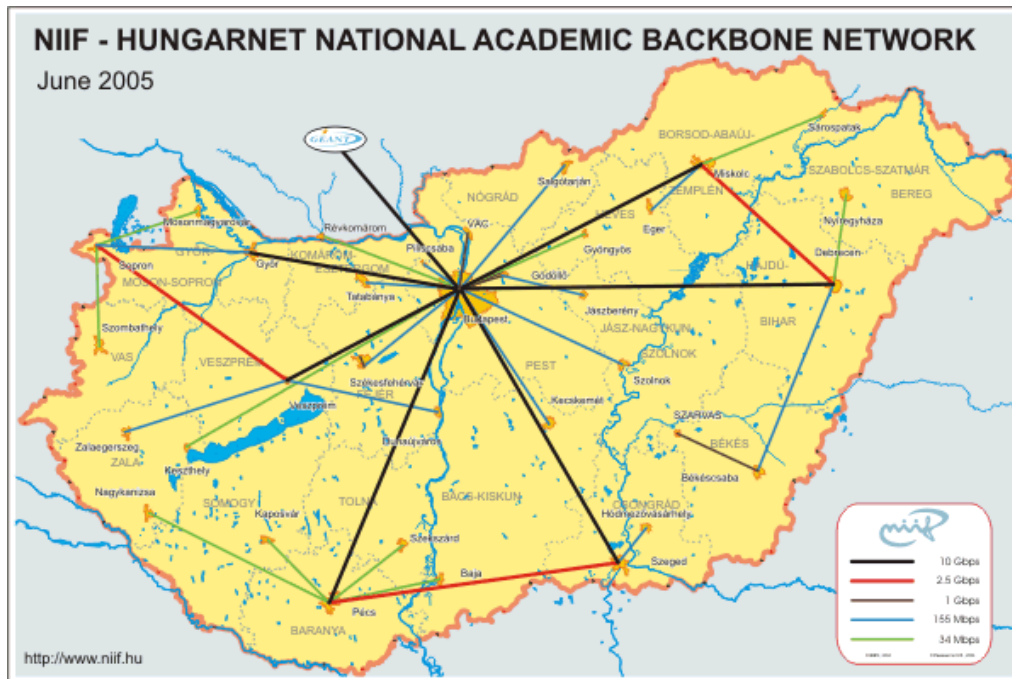 NIIF - HUNGARNET NATIONAL ACADEMIC BACKBONE NETWORK
June 2005
GÉANT
BORSOD-ABAÚJ-
Sárospatak
Miskolc
ZEMPLÉN
SZABOLCS-SZATMÁR
BEREG
Salgótarján
NÓGRÁD
HEVES
Eger
Nyíregyháza
Mosonmagyaróvár
Révkomárom
VÁC
Gyöngyös
Debrecen
Piliscsaba
GYŐR-
Sopron
Győr
KOMÁROM-
ESZTERGOM
Gödöllő
HAJDÚ-
MOSON-SOPRON
Tatabánya
Jászberény
Budapest
BIHAR
Szombathely
JÁSZ-NAGYKUN
SZOLNOK
VAS
VESZPRÉM
PEST
Székesfehérvár
FEJÉR
Szolnok
Veszprém
Kecskemét
SZARVAS
Zalaegerszeg
Dunaújváros
BÉKÉS
ZALA
Keszthely
Békéscsaba
Nagykanizsa
SOMOGY
TOLNA
BÁCS-KISKUN
CSONGRÁD
Kaposvár
Hódmezővásárhely
Szekszárd
Szeged
Baja
Pécs
BARANYA
niif
10 Gbps
2.5 Gbps
1 Gbps
155 Mbps
34 Mbps
http://www.niif.hu